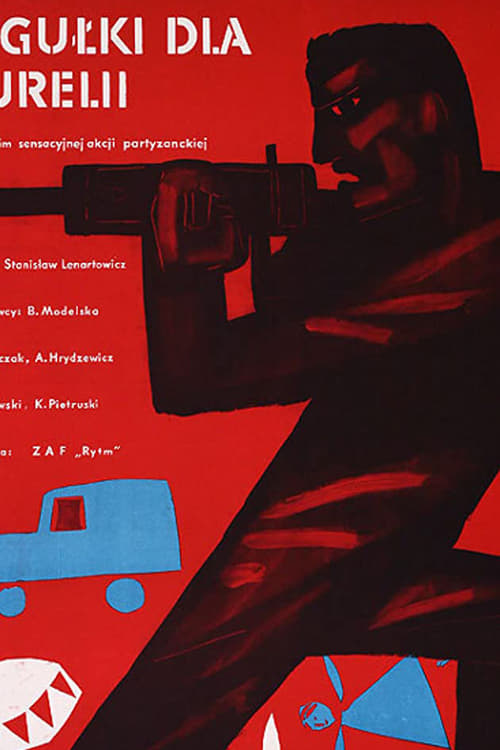 GUŁKI DLA
URELII
im sensacyjnej akcji partyzanckiej
Stanisław Lenartowicz
wcy: B. Modelska
czak, A. Hrydzewicz
wski, K. Pietruski
a: ZAF „Rytm"